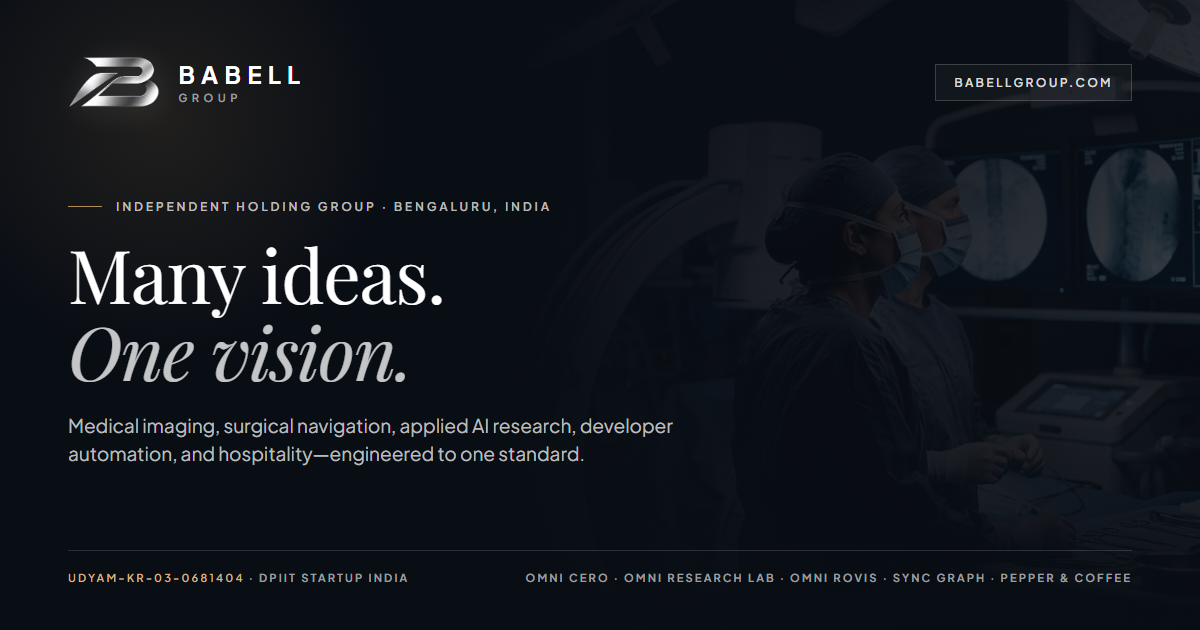 BABELL
GROUP
BABELLGROUP.COM
INDEPENDENT HOLDING GROUP · BENGALURU, INDIA
Many ideas.
One vision.
Medical imaging, surgical navigation, applied AI research, developer
automation, and hospitality—engineered to one standard.
UDYAM-KR-03-0681404 · DPIIT STARTUP INDIA
OMNI CERO · OMNI RESEARCH LAB · OMNI ROVIS · SYNC GRAPH · PEPPER & COFFEE